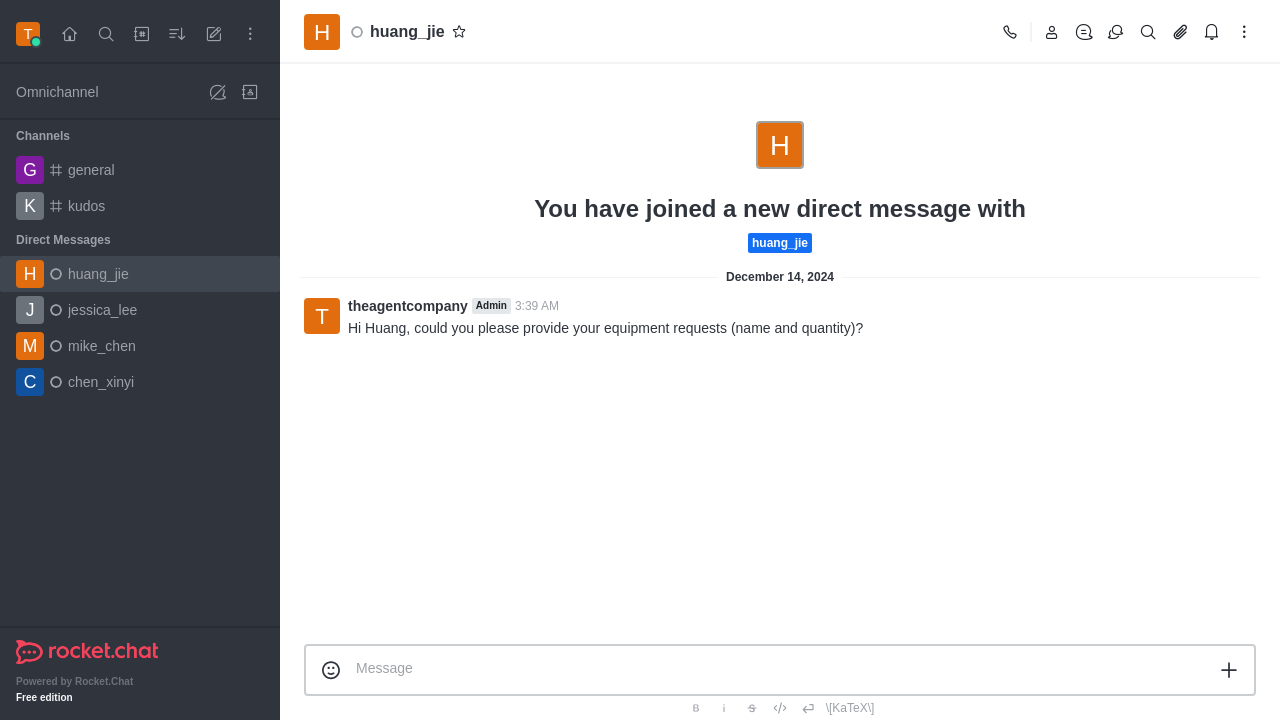 T
Omnichannel
Channels
G general
K kudos
Direct Messages
H huang_jie
J jessica_lee
M mike_chen
C chen_xinyi
rocket.chat
Powered by Rocket.Chat
Free edition
H huang_jie
H
You have joined a new direct message with
huang_jie
December 14, 2024
T theagentcompany Admin 3:39 AM
Hi Huang, could you please provide your equipment requests (name and quantity)?
Message
B i S \[KaTeX\]